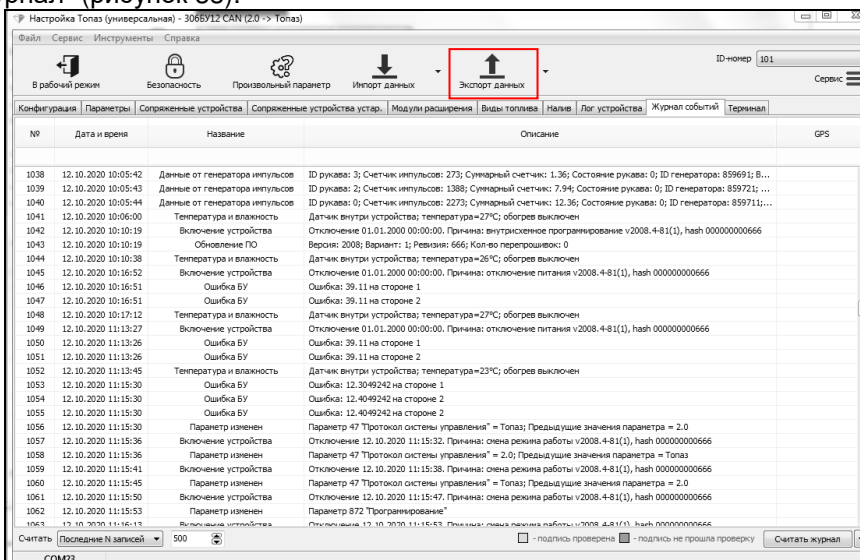 рнал" (рисунок 38).
Настройка Топаз (универсальная) - 306БУ12 CAN (2.0 -> Топаз)
Файл Сервис Инструменты Справка
В рабочий режим Безопасность Произвольный параметр Импорт данных Экспорт данных ID-номер 101 Сервис
Конфигурация Параметры Сопряженные устройства Сопряженные устройства устар. Модули расширения Виды топлива Налив Лог устройства Журнал событий Терминал
№ Дата и время Название Описание GPS
1038 12.10.2020 10:05:42 Данные от генератора импульсов ID рукава: 3; Счетчик импульсов: 273; Суммарный счетчик: 1.36; Состояние рукава: 0; ID генератора: 859691; В...
1039 12.10.2020 10:05:43 Данные от генератора импульсов ID рукава: 2; Счетчик импульсов: 1388; Суммарный счетчик: 7.94; Состояние рукава: 0; ID генератора: 859721; ...
1040 12.10.2020 10:05:44 Данные от генератора импульсов ID рукава: 0; Счетчик импульсов: 2273; Суммарный счетчик: 12.36; Состояние рукава: 0; ID генератора: 859711;...
1041 12.10.2020 10:06:00 Температура и влажность Датчик внутри устройства; температура=27°C; обогрев выключен
1042 12.10.2020 10:10:19 Включение устройства Отключение 01.01.2000 00:00:00. Причина: внутрисхемное программирование v2008.4-81(1), hash 000000000666
1043 12.10.2020 10:10:19 Обновление ПО Версия: 2008; Вариант: 1; Ревизия: 666; Кол-во перепрошивок: 0
1044 12.10.2020 10:10:38 Температура и влажность Датчик внутри устройства; температура=26°C; обогрев выключен
1045 12.10.2020 10:16:52 Включение устройства Отключение 01.01.2000 00:00:00. Причина: отключение питания v2008.4-81(1), hash 000000000666
1046 12.10.2020 10:16:51 Ошибка БУ Ошибка: 39.11 на стороне 1
1047 12.10.2020 10:16:51 Ошибка БУ Ошибка: 39.11 на стороне 2
1048 12.10.2020 10:17:12 Температура и влажность Датчик внутри устройства; температура=27°C; обогрев выключен
1049 12.10.2020 11:13:27 Включение устройства Отключение 01.01.2000 00:00:00. Причина: отключение питания v2008.4-81(1), hash 000000000666
1050 12.10.2020 11:13:26 Ошибка БУ Ошибка: 39.11 на стороне 1
1051 12.10.2020 11:13:26 Ошибка БУ Ошибка: 39.11 на стороне 2
1052 12.10.2020 11:13:45 Температура и влажность Датчик внутри устройства; температура=23°C; обогрев выключен
1053 12.10.2020 11:15:30 Ошибка БУ Ошибка: 12.3049242 на стороне 1
1054 12.10.2020 11:15:30 Ошибка БУ Ошибка: 12.4049242 на стороне 2
1055 12.10.2020 11:15:30 Ошибка БУ Ошибка: 12.4049242 на стороне 2
1056 12.10.2020 11:15:30 Параметр изменен Параметр 47 "Протокол системы управления" = Топаз; Предыдущие значения параметра = 2.0
1057 12.10.2020 11:15:36 Включение устройства Отключение 12.10.2020 11:15:32. Причина: смена режима работы v2008.4-81(1), hash 000000000666
1058 12.10.2020 11:15:36 Параметр изменен Параметр 47 "Протокол системы управления" = 2.0; Предыдущие значения параметра = Топаз
1059 12.10.2020 11:15:41 Включение устройства Отключение 12.10.2020 11:15:38. Причина: смена режима работы v2008.4-81(1), hash 000000000666
1060 12.10.2020 11:15:45 Параметр изменен Параметр 47 "Протокол системы управления" = Топаз; Предыдущие значения параметра = 2.0
1061 12.10.2020 11:15:50 Включение устройства Отключение 12.10.2020 11:15:47. Причина: смена режима работы v2008.4-81(1), hash 000000000666
1062 12.10.2020 11:15:53 Параметр изменен Параметр 872 "Программирование"
1063 12.10.2020 11:16:13 Включение устройства Отключение 12.10.2020 11:15:53. Причина: смена режима работы v2008.4-81(1), hash 000000000666
Считать Последние N записей 500 - подпись проверена - подпись не прошла проверку Считать журнал
COM23